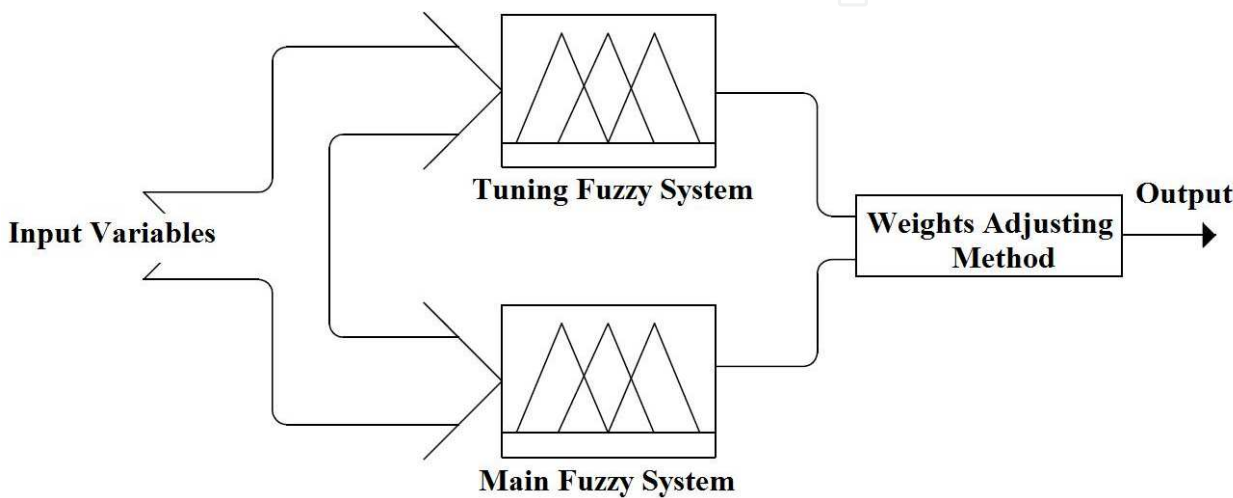 Tuning Fuzzy System
Input Variables
Weights Adjusting
Method
Output
Main Fuzzy System